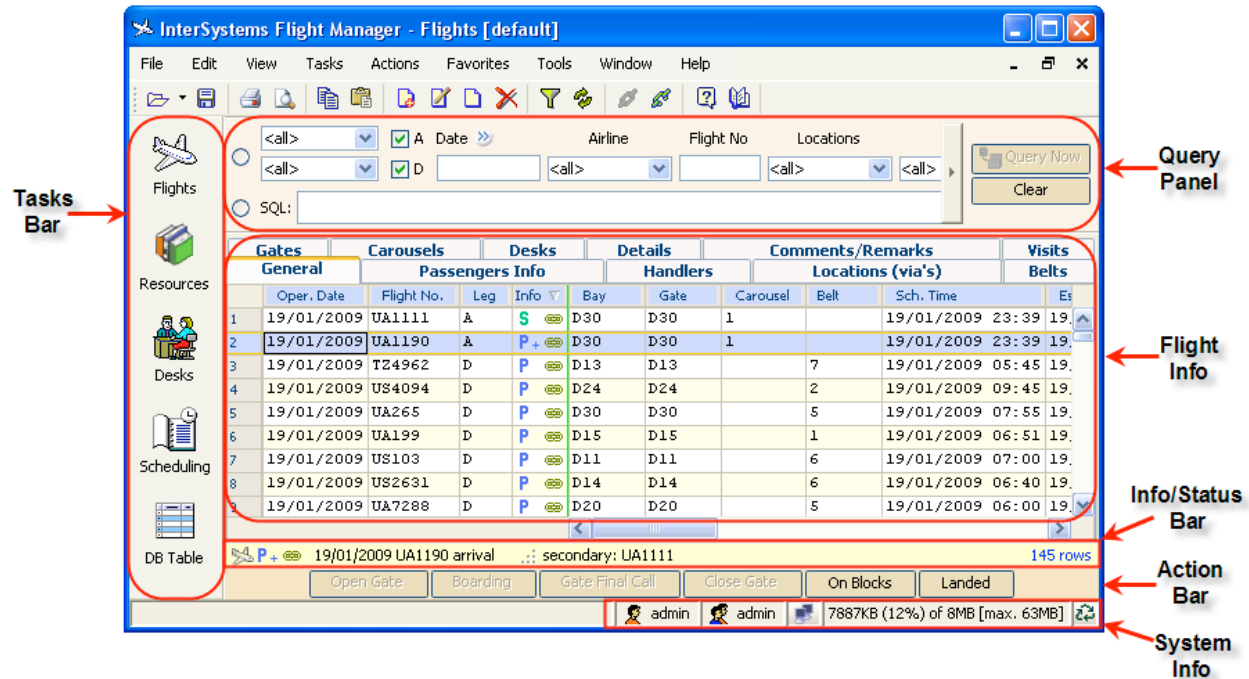 InterSystems Flight Manager - Flights [default]
File Edit View Tasks Actions Favorites Tools Window Help
<all> A Date Airline Flight No Locations
<all> D <all> <all> <all>
SQL:
Query Now
Clear
Query
Panel
Tasks
Bar
Flights
Resources
Desks
Scheduling
DB Table
Gates Carousels Desks Details Comments/Remarks Visits
General Passengers Info Handlers Locations (via's) Belts
Oper. Date Flight No. Leg Info Bay Gate Carousel Belt Sch. Time Es
1 19/01/2009 UA1111 A S D30 D30 1 19/01/2009 23:39 19.
2 19/01/2009 UA1190 A P+ D30 D30 1 19/01/2009 23:39 19.
3 19/01/2009 TZ4962 D P D13 D13 7 19/01/2009 05:45 19.
4 19/01/2009 US4094 D P D24 D24 2 19/01/2009 09:45 19.
5 19/01/2009 UA265 D P D30 D30 5 19/01/2009 07:55 19.
6 19/01/2009 UA199 D P D15 D15 1 19/01/2009 06:51 19.
7 19/01/2009 US103 D P D11 D11 6 19/01/2009 07:00 19.
8 19/01/2009 US2631 D P D14 D14 6 19/01/2009 06:40 19.
9 19/01/2009 UA7288 D P D20 D20 5 19/01/2009 06:00 19.
Flight
Info
P+ 19/01/2009 UA1190 arrival secondary: UA1111 145 rows
Info/Status
Bar
Open Gate Boarding Gate Final Call Close Gate On Blocks Landed
Action
Bar
admin admin 7887KB (12%) of 8MB [max. 63MB]
System
Info